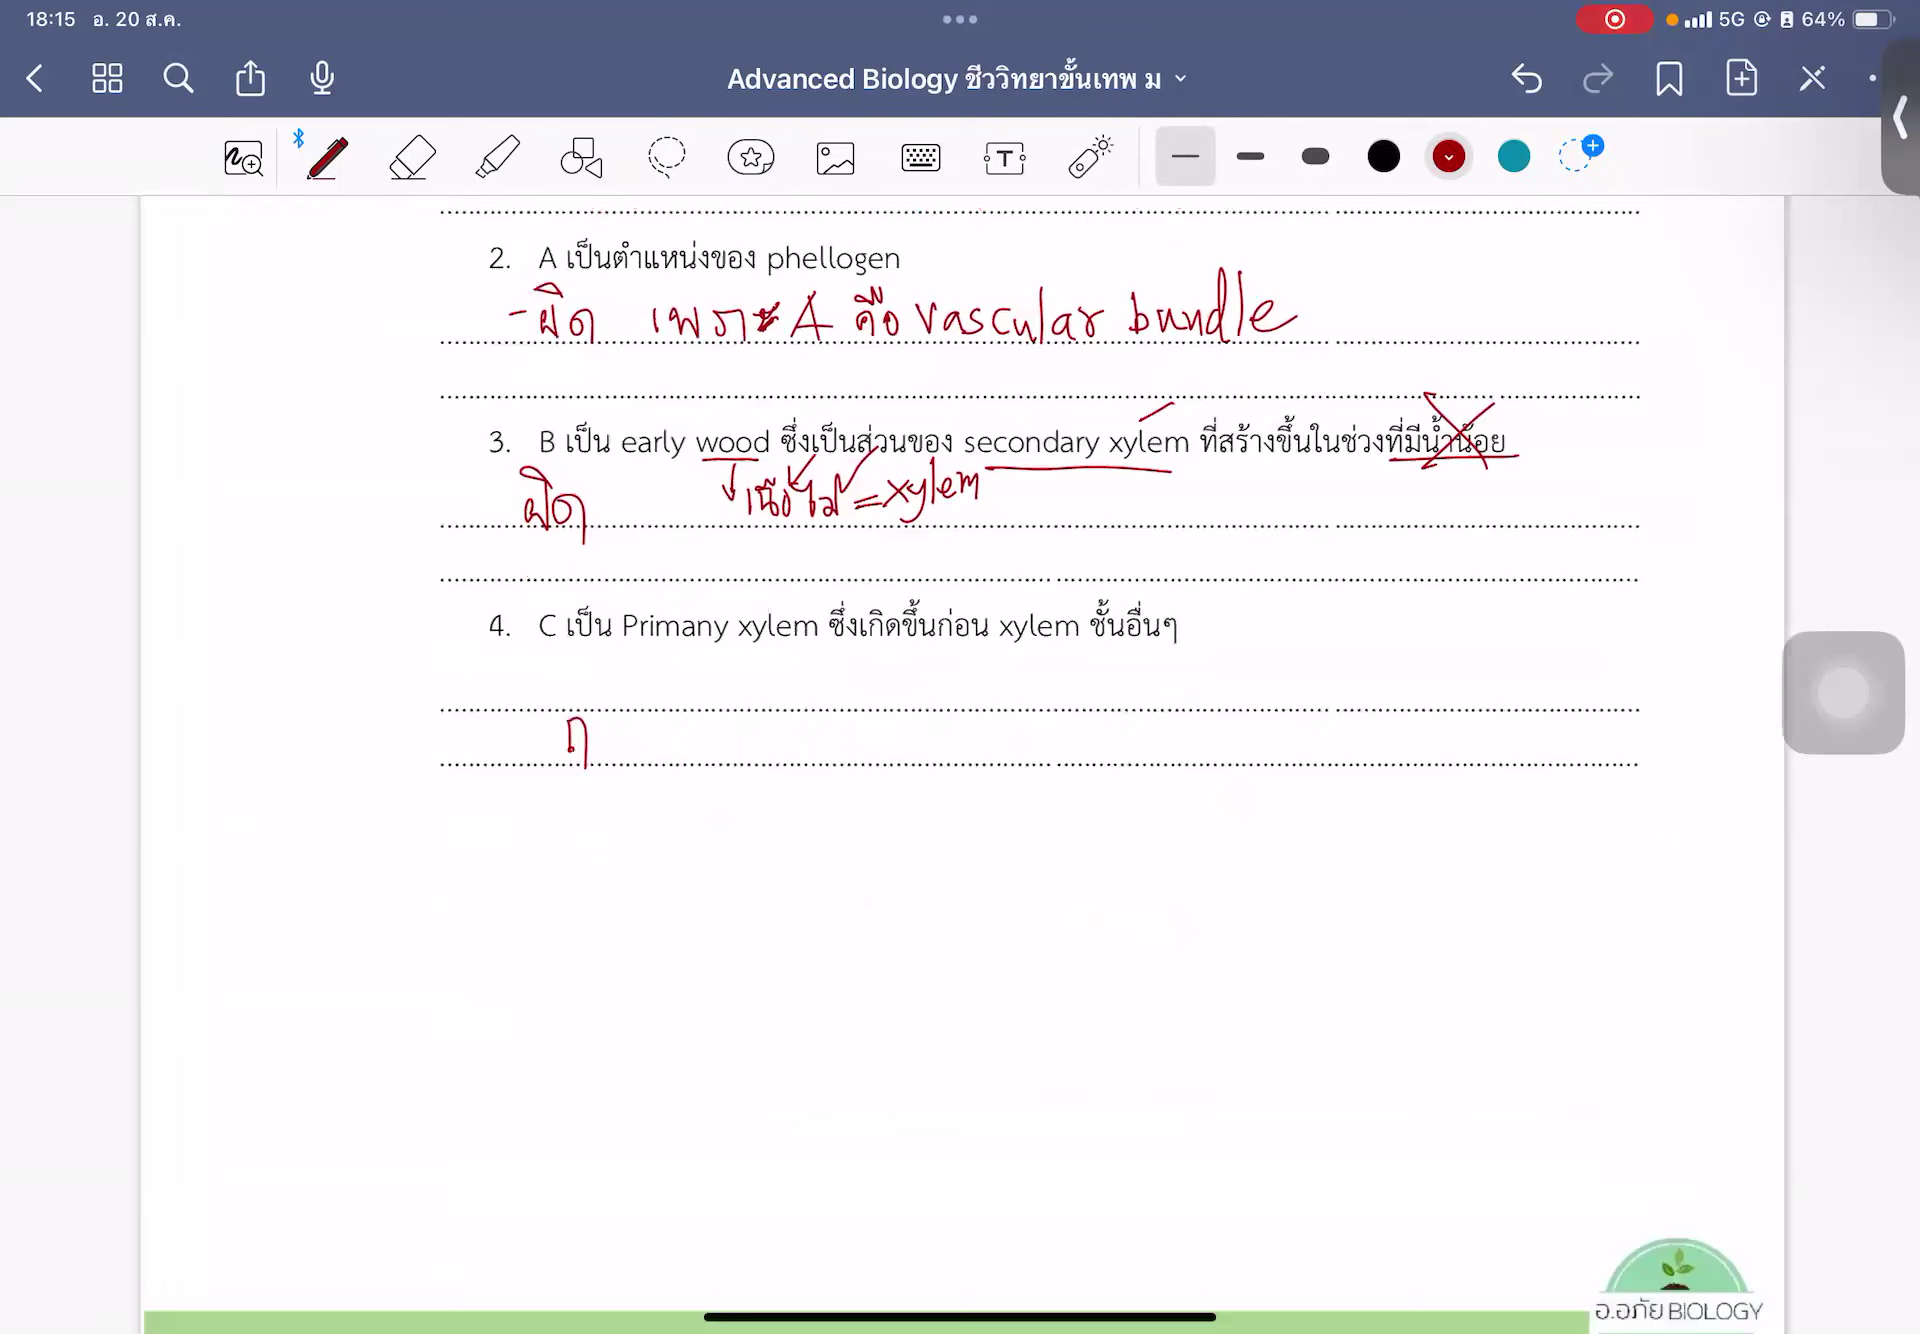 18:15 อ. 20 ส.ค.
5G 64%
Advanced Biology ชีววิทยาขั้นเทพ ม
2. A เป็นตำแหน่งของ phellogen
- ผิด เพราะ A คือ vascular bundle
3. B เป็น early wood ซึ่งเป็นส่วนของ secondary xylem ที่สร้างขึ้นในช่วงที่มีน้ำน้อย
ผิด เนื้อไม้ = xylem
4. C เป็น Primany xylem ซึ่งเกิดขึ้นก่อน xylem ชั้นอื่นๆ
ถ
อ.อภัย BIOLOGY